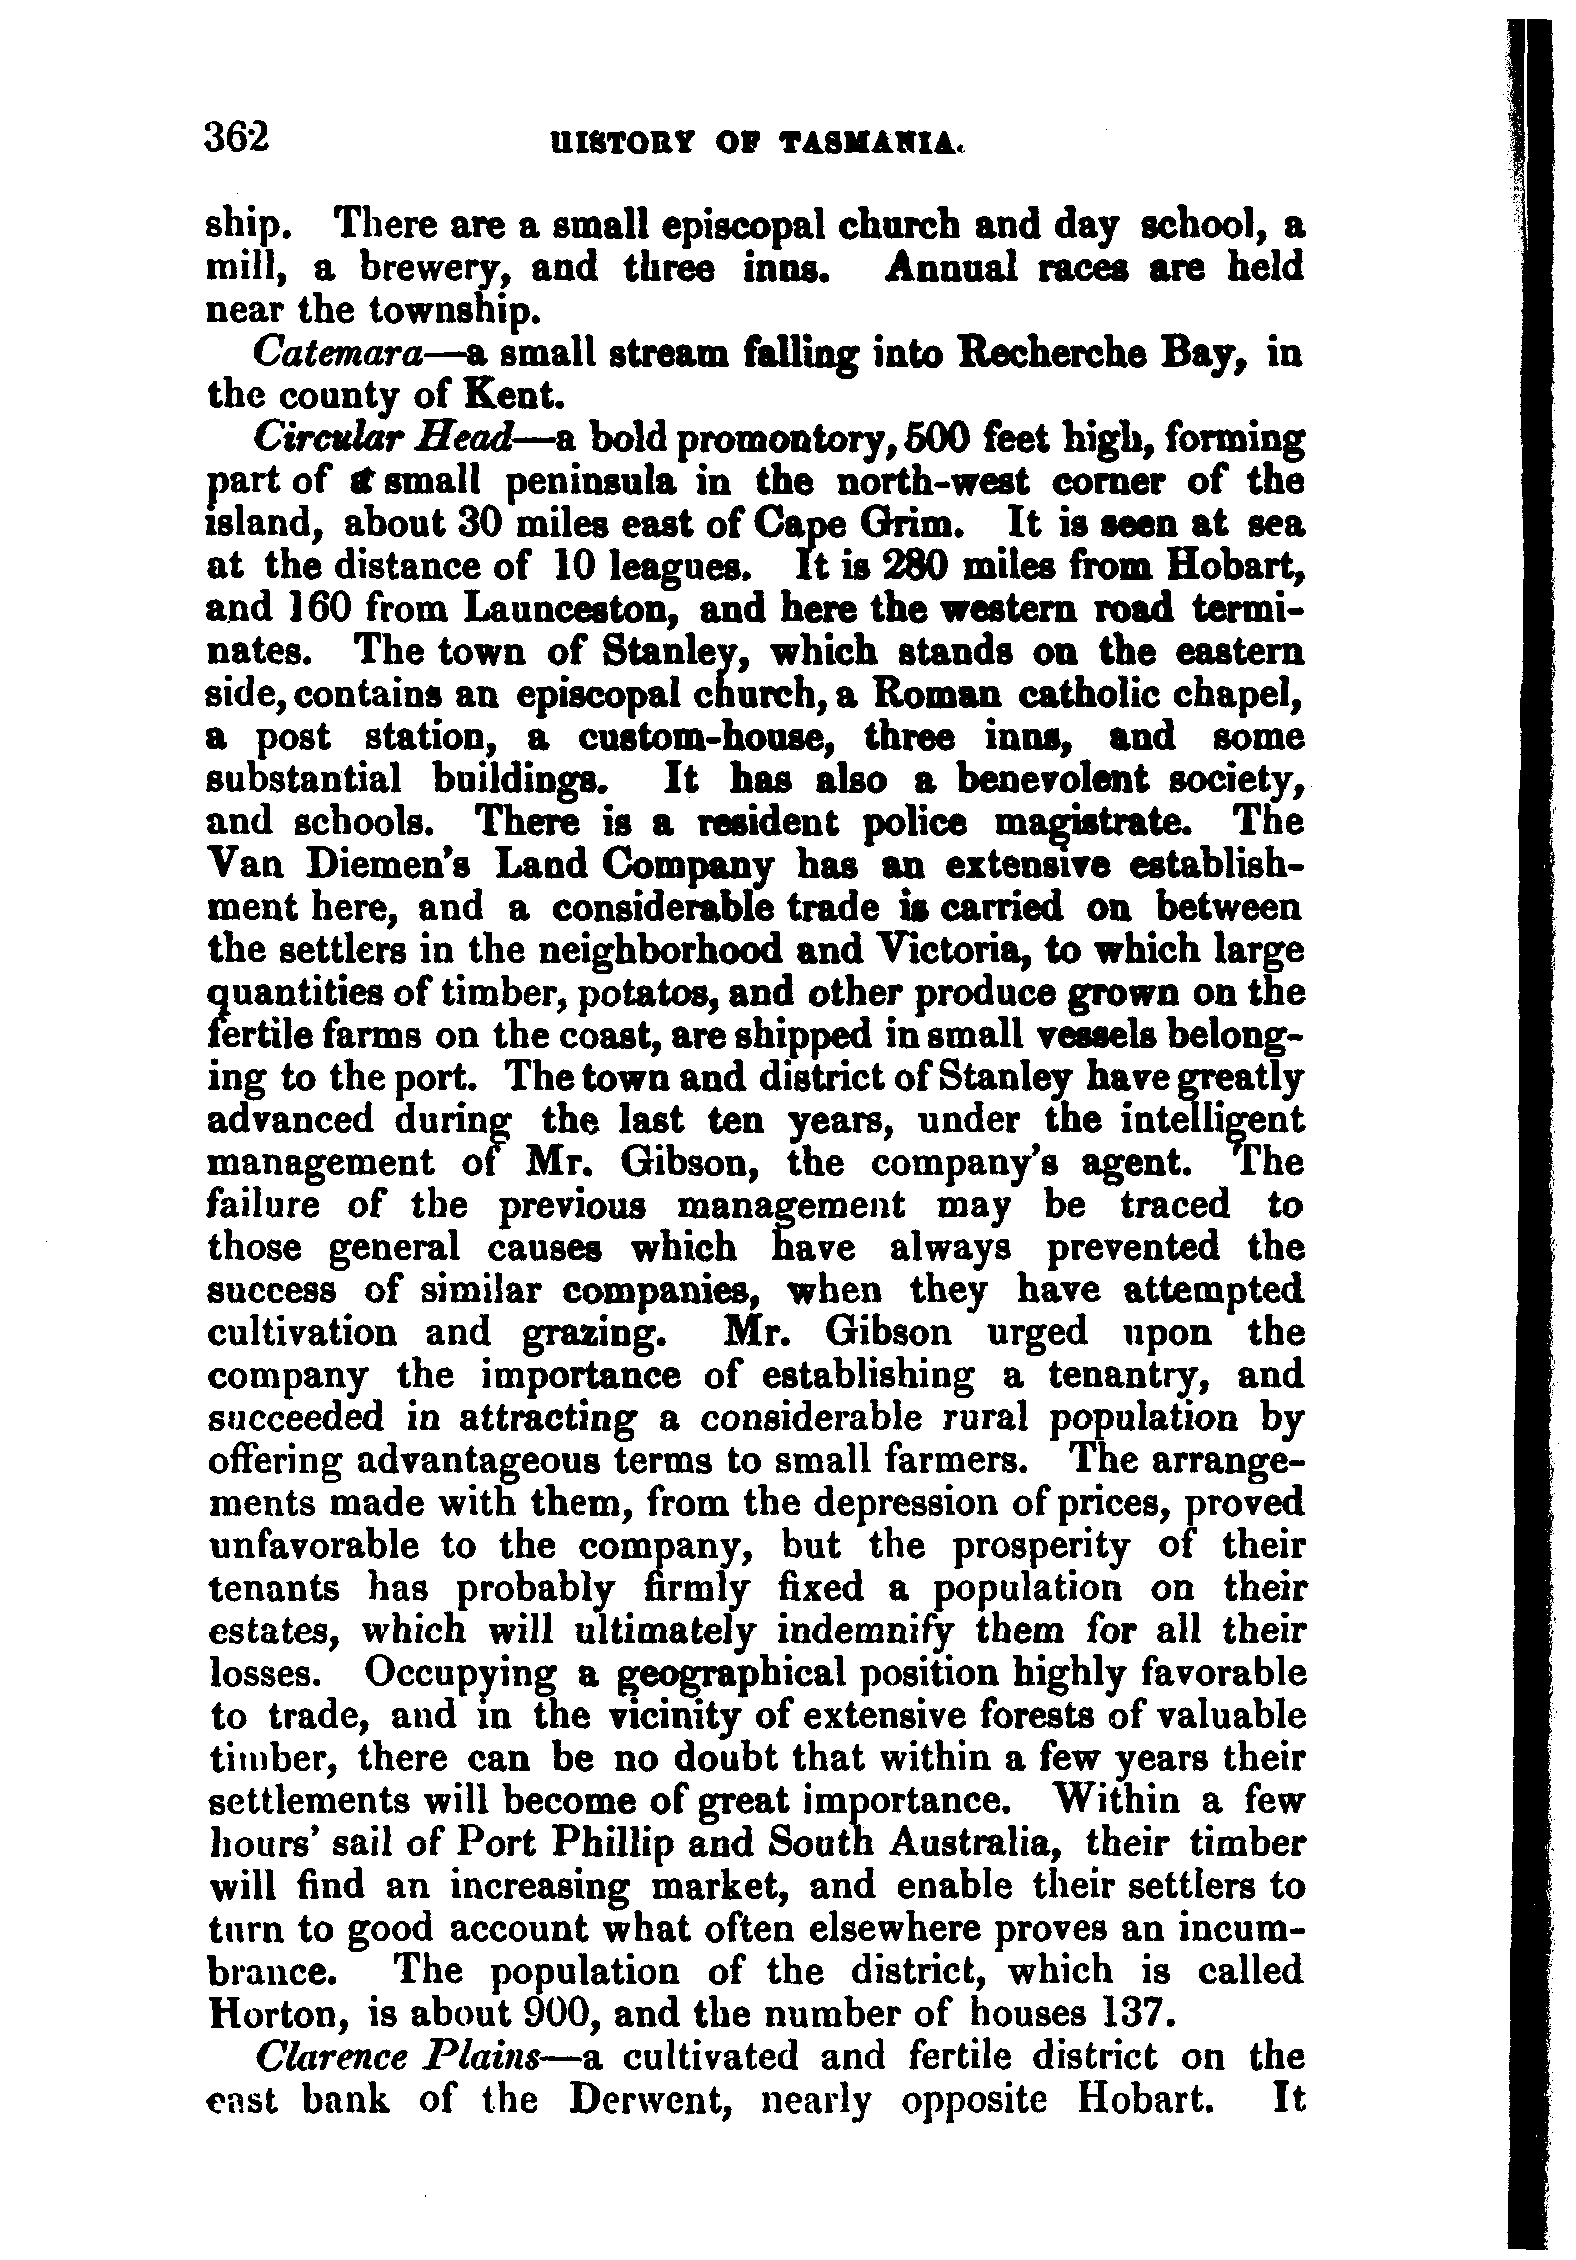 362 HISTORY OF TASMANIA.
ship. There are a small episcopal church and day school, a
mill, a brewery, and three inns. Annual races are held
near the township.
Catemara—a small stream falling into Recherche Bay, in
the county of Kent.
Circular Head—a bold promontory, 500 feet high, forming
part of a small peninsula in the north-west corner of the
island, about 30 miles east of Cape Grim. It is seen at sea
at the distance of 10 leagues. It is 280 miles from Hobart,
and 160 from Launceston, and here the western road termi-
nates. The town of Stanley, which stands on the eastern
side, contains an episcopal church, a Roman catholic chapel,
a post station, a custom-house, three inns, and some
substantial buildings. It has also a benevolent society,
and schools. There is a resident police magistrate. The
Van Diemen's Land Company has an extensive establish-
ment here, and a considerable trade is carried on between
the settlers in the neighborhood and Victoria, to which large
quantities of timber, potatos, and other produce grown on the
fertile farms on the coast, are shipped in small vessels belong-
ing to the port. The town and district of Stanley have greatly
advanced during the last ten years, under the intelligent
management of Mr. Gibson, the company's agent. The
failure of the previous management may be traced to
those general causes which have always prevented the
success of similar companies, when they have attempted
cultivation and grazing. Mr. Gibson urged upon the
company the importance of establishing a tenantry, and
succeeded in attracting a considerable rural population by
offering advantageous terms to small farmers. The arrange-
ments made with them, from the depression of prices, proved
unfavorable to the company, but the prosperity of their
tenants has probably firmly fixed a population on their
estates, which will ultimately indemnify them for all their
losses. Occupying a geographical position highly favorable
to trade, and in the vicinity of extensive forests of valuable
timber, there can be no doubt that within a few years their
settlements will become of great importance. Within a few
hours' sail of Port Phillip and South Australia, their timber
will find an increasing market, and enable their settlers to
turn to good account what often elsewhere proves an incum-
brance. The population of the district, which is called
Horton, is about 900, and the number of houses 137.
Clarence Plains—a cultivated and fertile district on the
east bank of the Derwent, nearly opposite Hobart. It